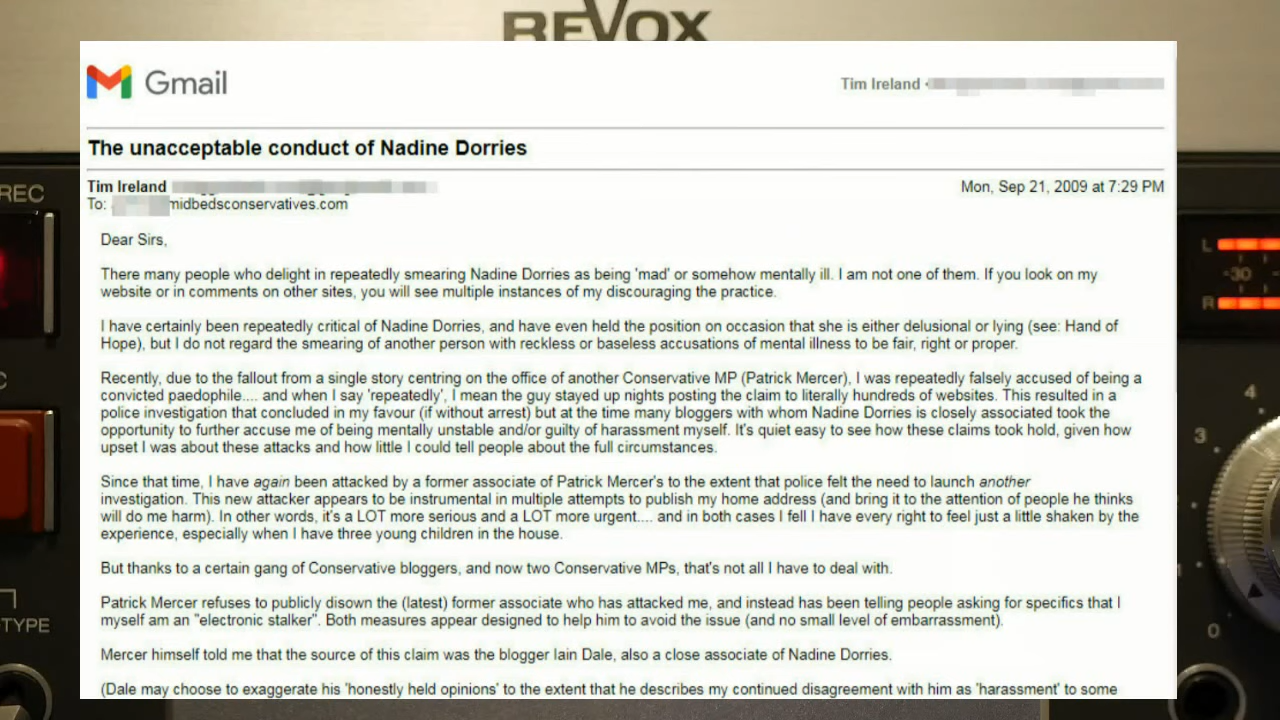 REVOX
Gmail
Tim Ireland
The unacceptable conduct of Nadine Dorries
Tim Ireland
Mon, Sep 21, 2009 at 7:29 PM
To: midbedsconservatives.com
Dear Sirs,
There many people who delight in repeatedly smearing Nadine Dorries as being 'mad' or somehow mentally ill. I am not one of them. If you look on my
website or in comments on other sites, you will see multiple instances of my discouraging the practice.
I have certainly been repeatedly critical of Nadine Dorries, and have even held the position on occasion that she is either delusional or lying (see: Hand of
Hope), but I do not regard the smearing of another person with reckless or baseless accusations of mental illness to be fair, right or proper.
Recently, due to the fallout from a single story centring on the office of another Conservative MP (Patrick Mercer), I was repeatedly falsely accused of being a
convicted paedophile.... and when I say 'repeatedly', I mean the guy stayed up nights posting the claim to literally hundreds of websites. This resulted in a
police investigation that concluded in my favour (if without arrest) but at the time many bloggers with whom Nadine Dorries is closely associated took the
opportunity to further accuse me of being mentally unstable and/or guilty of harassment myself. It's quiet easy to see how these claims took hold, given how
upset I was about these attacks and how little I could tell people about the full circumstances.
Since that time, I have again been attacked by a former associate of Patrick Mercer's to the extent that police felt the need to launch another
investigation. This new attacker appears to be instrumental in multiple attempts to publish my home address (and bring it to the attention of people he thinks
will do me harm). In other words, it's a LOT more serious and a LOT more urgent.... and in both cases I fell I have every right to feel just a little shaken by the
experience, especially when I have three young children in the house.
But thanks to a certain gang of Conservative bloggers, and now two Conservative MPs, that's not all I have to deal with.
Patrick Mercer refuses to publicly disown the (latest) former associate who has attacked me, and instead has been telling people asking for specifics that I
myself am an "electronic stalker". Both measures appear designed to help him to avoid the issue (and no small level of embarrassment).
Mercer himself told me that the source of this claim was the blogger Iain Dale, also a close associate of Nadine Dorries.
(Dale may choose to exaggerate his 'honestly held opinions' to the extent that he describes my continued disagreement with him as 'harassment' to some
REC
TYPE
L
-30
R
4
3
0